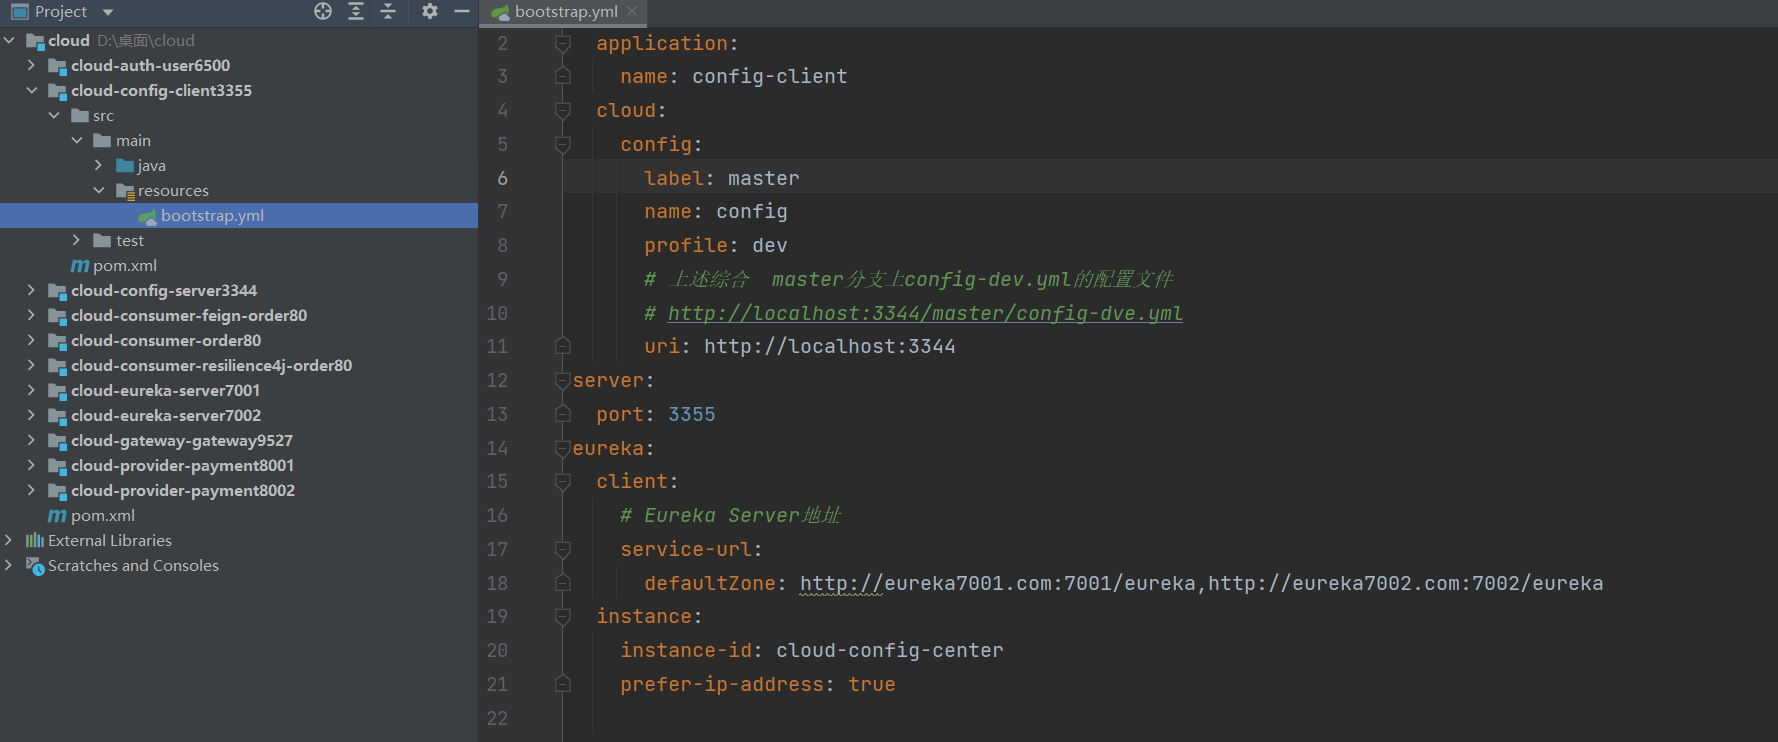 Project
cloud D:\桌面\cloud
cloud-auth-user6500
cloud-config-client3355
src
main
java
resources
bootstrap.yml
test
pom.xml
cloud-config-server3344
cloud-consumer-feign-order80
cloud-consumer-order80
cloud-consumer-resilience4j-order80
cloud-eureka-server7001
cloud-eureka-server7002
cloud-gateway-gateway9527
cloud-provider-payment8001
cloud-provider-payment8002
pom.xml
External Libraries
Scratches and Consoles
bootstrap.yml
2 application:
3 name: config-client
4 cloud:
5 config:
6 label: master
7 name: config
8 profile: dev
9 # 上述综合 master分支上config-dev.yml的配置文件
10 # http://localhost:3344/master/config-dve.yml
11 uri: http://localhost:3344
12 server:
13 port: 3355
14 eureka:
15 client:
16 # Eureka Server地址
17 service-url:
18 defaultZone: http://eureka7001.com:7001/eureka,http://eureka7002.com:7002/eureka
19 instance:
20 instance-id: cloud-config-center
21 prefer-ip-address: true
22